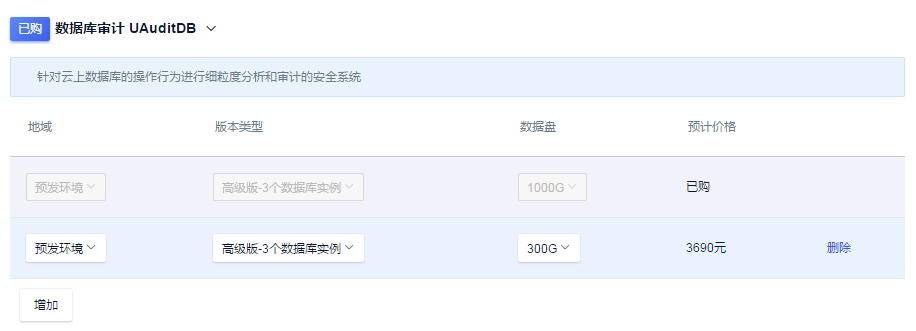 已购 数据库审计 UAuditDB
针对云上数据库的操作行为进行细粒度分析和审计的安全系统
地域 版本类型 数据盘 预计价格
预发环境 高级版-3个数据库实例 1000G 已购
预发环境 高级版-3个数据库实例 300G 3690元 删除
增加